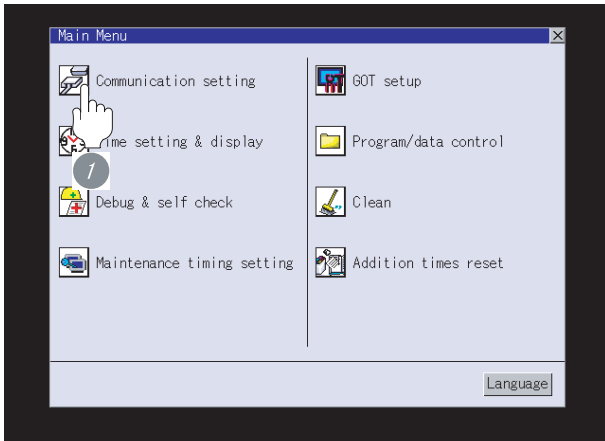 Main Menu
Communication setting
Time setting & display
1
Debug & self check
Maintenance timing setting
GOT setup
Program/data control
Clean
Addition times reset
Language